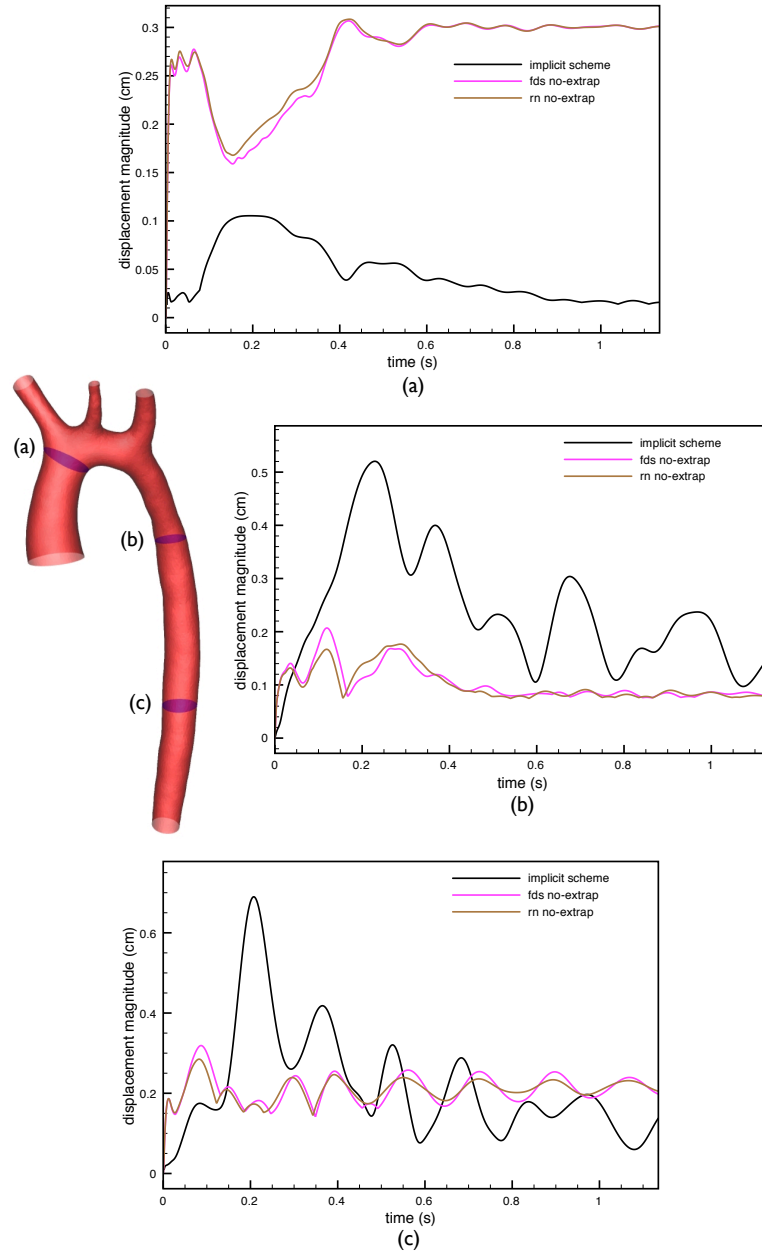 displacement magnitude (cm)
0.3
0.25
0.2
0.15
0.1
0.05
0
implicit scheme
fds no-extrap
rn no-extrap
0 0.2 0.4 0.6 0.8 1
time (s)
(a)
(a)
(b)
(c)
displacement magnitude (cm)
0.5
0.4
0.3
0.2
0.1
0
implicit scheme
fds no-extrap
rn no-extrap
0 0.2 0.4 0.6 0.8 1
time (s)
(b)
displacement magnitude (cm)
0.6
0.4
0.2
0
implicit scheme
fds no-extrap
rn no-extrap
0 0.2 0.4 0.6 0.8 1
time (s)
(c)